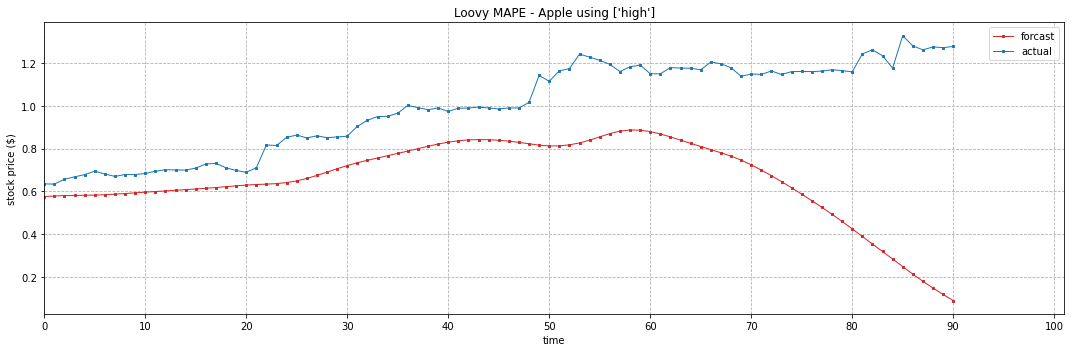 Loovy MAPE - Apple using ['high']
forcast
actual
stock price ($)
1.2
1.0
0.8
0.6
0.4
0.2
0 10 20 30 40 50 60 70 80 90 100
time